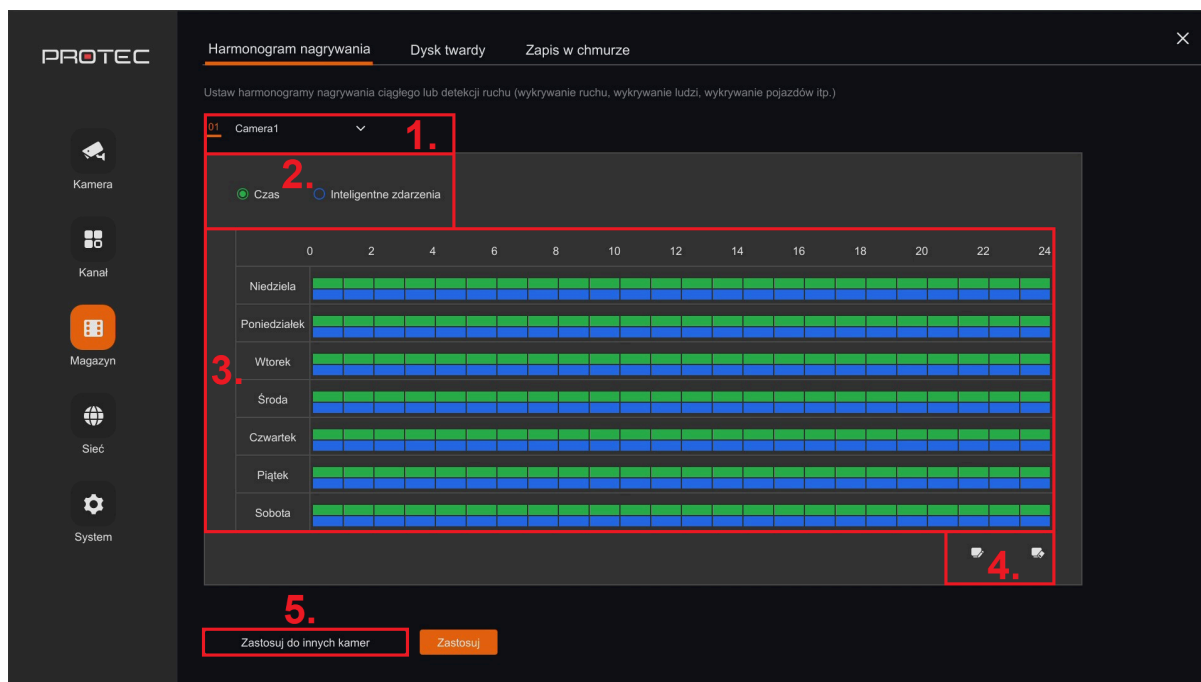 PROTEC
Harmonogram nagrywania
Dysk twardy
Zapis w chmurze
Ustaw harmonogramy nagrywania ciągłego lub detekcji ruchu (wykrywanie ruchu, wykrywanie ludzi, wykrywanie pojazdów itp.)
01 Camera1
1.
2.
Czas
Inteligentne zdarzenia
Kamera
Kanał
Magazyn
Sieć
System
0 2 4 6 8 10 12 14 16 18 20 22 24
Niedziela
Poniedziałek
Wtorek
3.
Środa
Czwartek
Piątek
Sobota
4.
5.
Zastosuj do innych kamer
Zastosuj